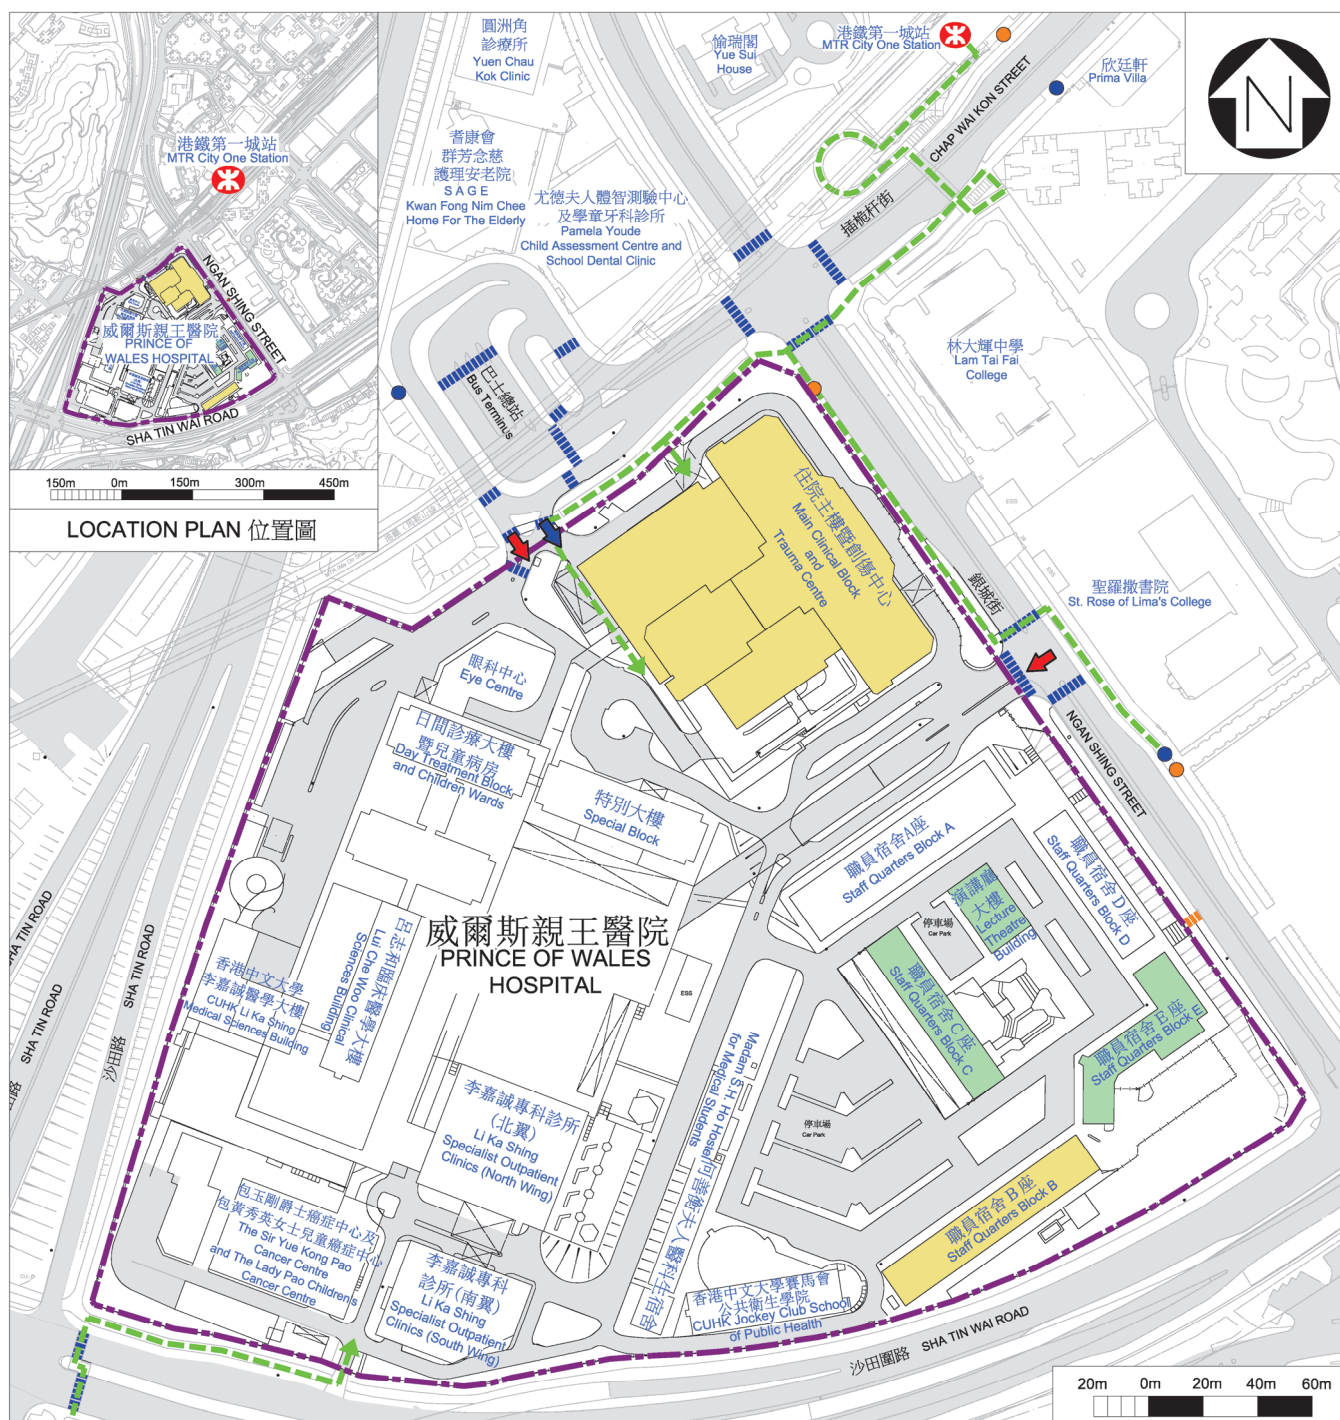 港鐵第一城站
MTR City One Station
NGAN SHING STREET
威爾斯親王醫院
PRINCE OF
WALES HOSPITAL
SHA TIN WAI ROAD
150m 0m 150m 300m 450m
LOCATION PLAN 位置圖
圓洲角
診療所
Yuen Chau
Kok Clinic
愉瑞閣
Yue Sui
House
港鐵第一城站
MTR City One Station
欣廷軒
Prima Villa
N
CHAP WAI KON STREET
插桅杆街
耆康會
群芳念慈
護理安老院
S A G E
Kwan Fong Nim Chee
Home For The Elderly
尤德夫人體智測驗中心
及學童牙科診所
Pamela Youde
Child Assessment Centre and
School Dental Clinic
林大輝中學
Lam Tai Fai
College
巴士總站
Bus Terminus
住院主樓暨創傷中心
Main Clinical Block
and
Trauma Centre
銀城街
聖羅撒書院
St. Rose of Lima's College
ESS
ESS
NGAN SHING STREET
眼科中心
Eye Centre
日間診療大樓
暨兒童病房
Day Treatment Block
and Children Wards
特別大樓
Special Block
職員宿舍A座
Staff Quarters Block A
職員宿舍D座
Staff Quarters Block D
演講廳
大樓
Lecture
Theatre
Building
停車場
Car Park
威爾斯親王醫院
PRINCE OF WALES
HOSPITAL
ESS
呂志和臨床醫學大樓
Lui Che Woo Clinical
Sciences Building
香港中文大學
李嘉誠醫學大樓
CUHK Li Ka Shing
Medical Sciences Building
職員宿舍C座
Staff Quarters Block C
職員宿舍E座
Staff Quarters Block E
SHA TIN ROAD
SHA TIN ROAD
沙田路 SHA TIN ROAD
Madam S.H. Ho Hostel
for Medical Students
何善衡夫人醫科生宿舍
停車場
Car Park
李嘉誠專科診所
(北翼)
Li Ka Shing
Specialist Outpatient
Clinics (North Wing)
職員宿舍B座
Staff Quarters Block B
包玉剛爵士癌症中心及
包黃秀英女士兒童癌症中心
The Sir Yue Kong Pao
Cancer Centre
and The Lady Pao Children's
Cancer Centre
李嘉誠專科
診所(南翼)
Li Ka Shing
Specialist Outpatient
Clinics (South Wing)
香港中文大學賽馬會
公共衛生學院
CUHK Jockey Club School
of Public Health
沙田圍路 SHA TIN WAI ROAD
20m 0m 20m 40m 60m